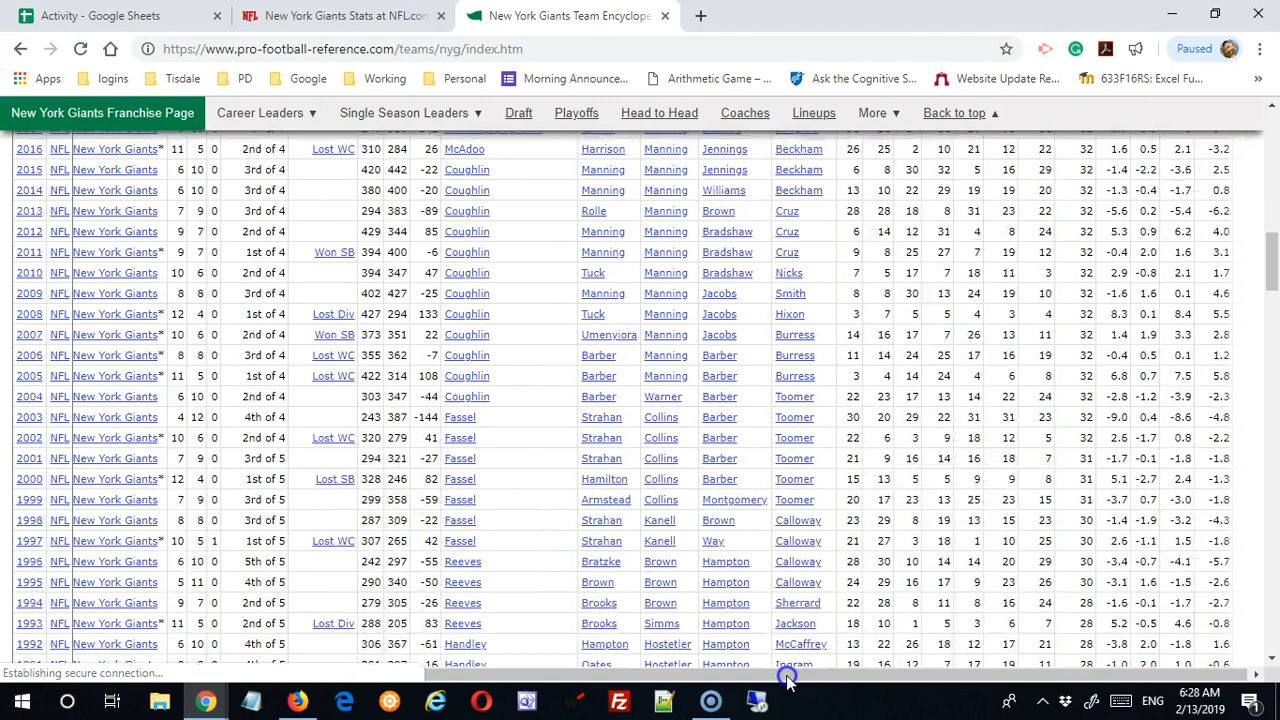 Activity - Google Sheets
New York Giants Stats at NFL.com
New York Giants Team Encyclope
https://www.pro-football-reference.com/teams/nyg/index.htm
Paused
Apps logins Tisdale PD Google Working Personal Morning Announce... Arithmetic Game – ... Ask the Cognitive S... Website Update Re... 633F16RS: Excel Fu... »
New York Giants Franchise Page Career Leaders ▼ Single Season Leaders ▼ Draft Playoffs Head to Head Coaches Lineups More ▼ Back to top ▲
2016 NFL New York Giants* 11 5 0 2nd of 4 Lost WC 310 284 26 McAdoo Harrison Manning Jennings Beckham 26 25 2 10 21 12 22 32 1.6 0.5 2.1 -3.2
2015 NFL New York Giants 6 10 0 3rd of 4 420 442 -22 Coughlin Manning Manning Jennings Beckham 6 8 30 32 5 16 29 32 -1.4 -2.2 -3.6 2.5
2014 NFL New York Giants 6 10 0 3rd of 4 380 400 -20 Coughlin Manning Manning Williams Beckham 13 10 22 29 19 19 20 32 -1.3 -0.4 -1.7 0.8
2013 NFL New York Giants 7 9 0 3rd of 4 294 383 -89 Coughlin Rolle Manning Brown Cruz 28 28 18 8 31 23 22 32 -5.6 0.2 -5.4 -6.2
2012 NFL New York Giants 9 7 0 2nd of 4 429 344 85 Coughlin Manning Manning Bradshaw Cruz 6 14 12 31 4 8 24 32 5.3 0.9 6.2 4.0
2011 NFL New York Giants* 9 7 0 1st of 4 Won SB 394 400 -6 Coughlin Manning Manning Bradshaw Cruz 9 8 25 27 7 19 12 32 -0.4 2.0 1.6 3.1
2010 NFL New York Giants 10 6 0 2nd of 4 394 347 47 Coughlin Tuck Manning Bradshaw Nicks 7 5 17 7 18 11 3 32 2.9 -0.8 2.1 1.7
2009 NFL New York Giants 8 8 0 3rd of 4 402 427 -25 Coughlin Manning Manning Jacobs Smith 8 8 30 13 24 19 10 32 -1.6 1.6 0.1 4.6
2008 NFL New York Giants* 12 4 0 1st of 4 Lost Div 427 294 133 Coughlin Tuck Manning Jacobs Hixon 3 7 5 5 4 3 4 32 8.3 0.1 8.4 5.5
2007 NFL New York Giants* 10 6 0 2nd of 4 Won SB 373 351 22 Coughlin Umenyiora Manning Jacobs Burress 14 16 17 7 26 13 11 32 1.4 1.9 3.3 2.8
2006 NFL New York Giants* 8 8 0 3rd of 4 Lost WC 355 362 -7 Coughlin Barber Manning Barber Burress 11 14 24 25 17 16 19 32 -0.4 0.5 0.1 1.2
2005 NFL New York Giants* 11 5 0 1st of 4 Lost WC 422 314 108 Coughlin Barber Manning Barber Burress 3 4 14 24 4 6 8 32 6.8 0.7 7.5 5.8
2004 NFL New York Giants 6 10 0 2nd of 4 303 347 -44 Coughlin Barber Warner Barber Toomer 22 23 17 13 14 22 24 32 -2.8 -1.2 -3.9 -2.3
2003 NFL New York Giants 4 12 0 4th of 4 243 387 -144 Fassel Strahan Collins Barber Toomer 30 20 29 22 31 31 23 32 -9.0 0.4 -8.6 -4.8
2002 NFL New York Giants* 10 6 0 2nd of 4 Lost WC 320 279 41 Fassel Strahan Collins Barber Toomer 22 6 3 9 18 12 5 32 2.6 -1.7 0.8 -2.2
2001 NFL New York Giants 7 9 0 3rd of 5 294 321 -27 Fassel Strahan Collins Barber Toomer 21 9 16 14 16 18 7 31 -1.7 -0.1 -1.8 -1.8
2000 NFL New York Giants* 12 4 0 1st of 5 Lost SB 328 246 82 Fassel Hamilton Collins Barber Toomer 15 13 5 5 9 9 8 31 5.1 -2.7 2.4 -1.3
1999 NFL New York Giants 7 9 0 3rd of 5 299 358 -59 Fassel Armstead Collins Montgomery Toomer 20 17 23 13 25 23 15 31 -3.7 0.7 -3.0 -1.8
1998 NFL New York Giants 8 8 0 3rd of 5 287 309 -22 Fassel Strahan Kanell Brown Calloway 23 29 8 19 13 15 23 30 -1.4 -1.9 -3.2 -4.3
1997 NFL New York Giants* 10 5 1 1st of 5 Lost WC 307 265 42 Fassel Strahan Kanell Way Calloway 21 27 3 18 1 10 25 30 2.6 -1.1 1.5 -1.8
1996 NFL New York Giants 6 10 0 5th of 5 242 297 -55 Reeves Bratzke Brown Hampton Calloway 28 30 10 14 14 20 29 30 -3.4 -0.7 -4.1 -5.7
1995 NFL New York Giants 5 11 0 4th of 5 290 340 -50 Reeves Brown Brown Hampton Calloway 24 29 16 17 9 23 26 30 -3.1 1.6 -1.5 -2.6
1994 NFL New York Giants 9 7 0 2nd of 5 279 305 -26 Reeves Brooks Brown Hampton Sherrard 22 28 8 11 8 16 24 28 -1.6 -0.1 -1.7 -2.7
1993 NFL New York Giants* 11 5 0 2nd of 5 Lost Div 288 205 83 Reeves Brooks Simms Hampton Jackson 18 10 1 5 3 6 7 28 5.2 -0.5 4.6 -0.8
1992 NFL New York Giants 6 10 0 4th of 5 306 367 -61 Handley Hampton Hostetler Hampton McCaffrey 13 22 26 18 12 17 21 28 -3.8 0.0 -3.8 1.6
Handley Oates Hostetler Hampton Ingram
Establishing secure connection...
ENG 6:28 AM
2/13/2019